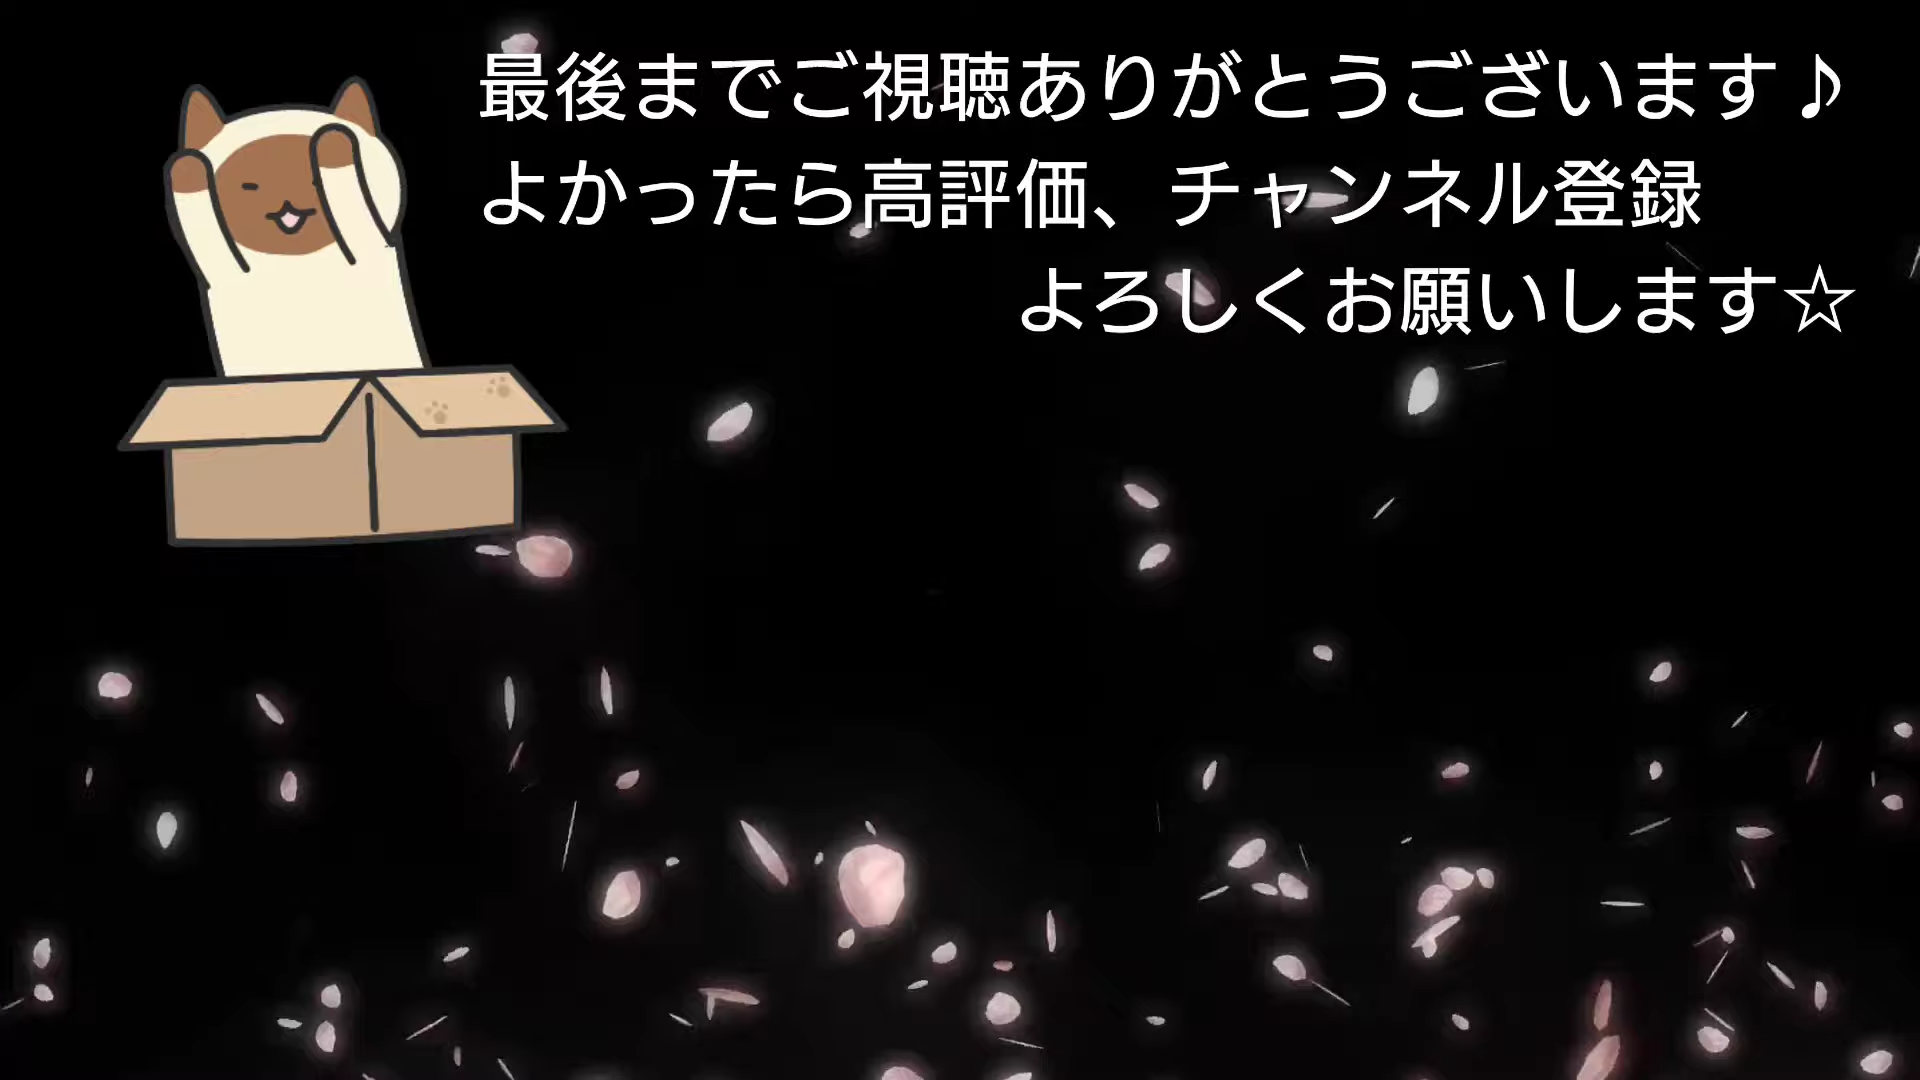 最後までご視聴ありがとうございます♪
よかったら高評価、チャンネル登録
よろしくお願いします☆